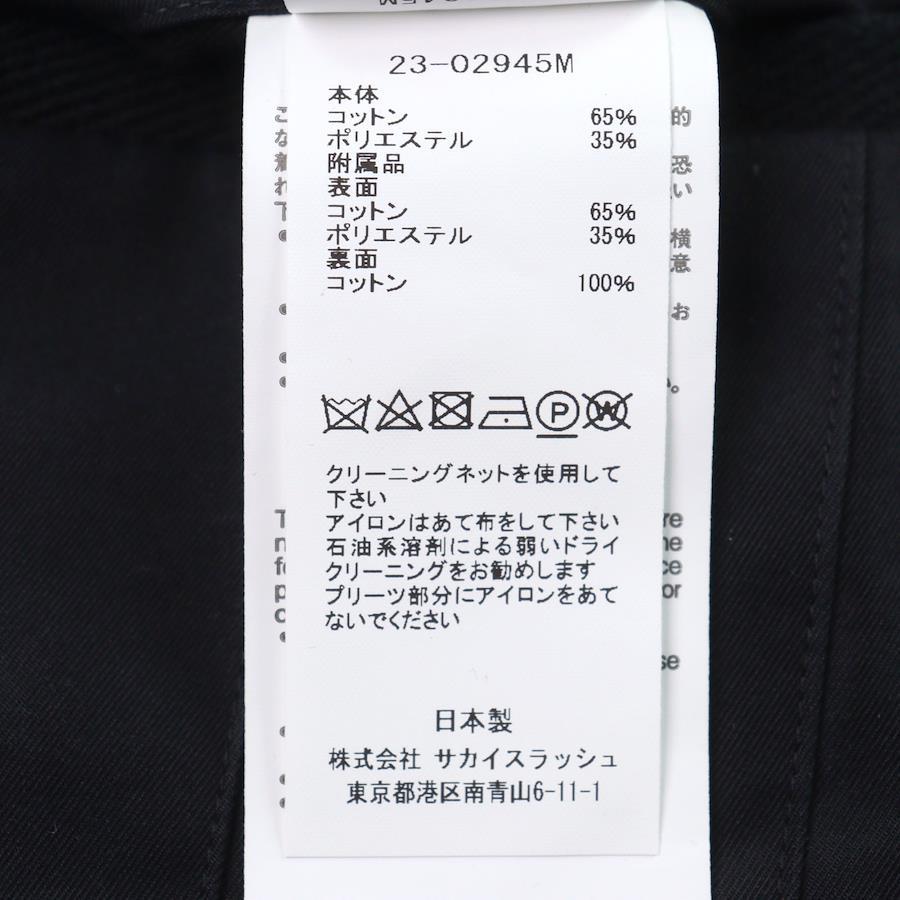 23-02945M
本体
コットン 65%
ポリエステル 35%
附属品
表面
コットン 65%
ポリエステル 35%
裏面
コットン 100%
クリーニングネットを使用して
下さい
アイロンはあて布をして下さい
石油系溶剤による弱いドライ
クリーニングをお勧めします
プリーツ部分にアイロンをあて
ないでください
日本製
株式会社 サカイスラッシュ
東京都港区南青山6-11-1